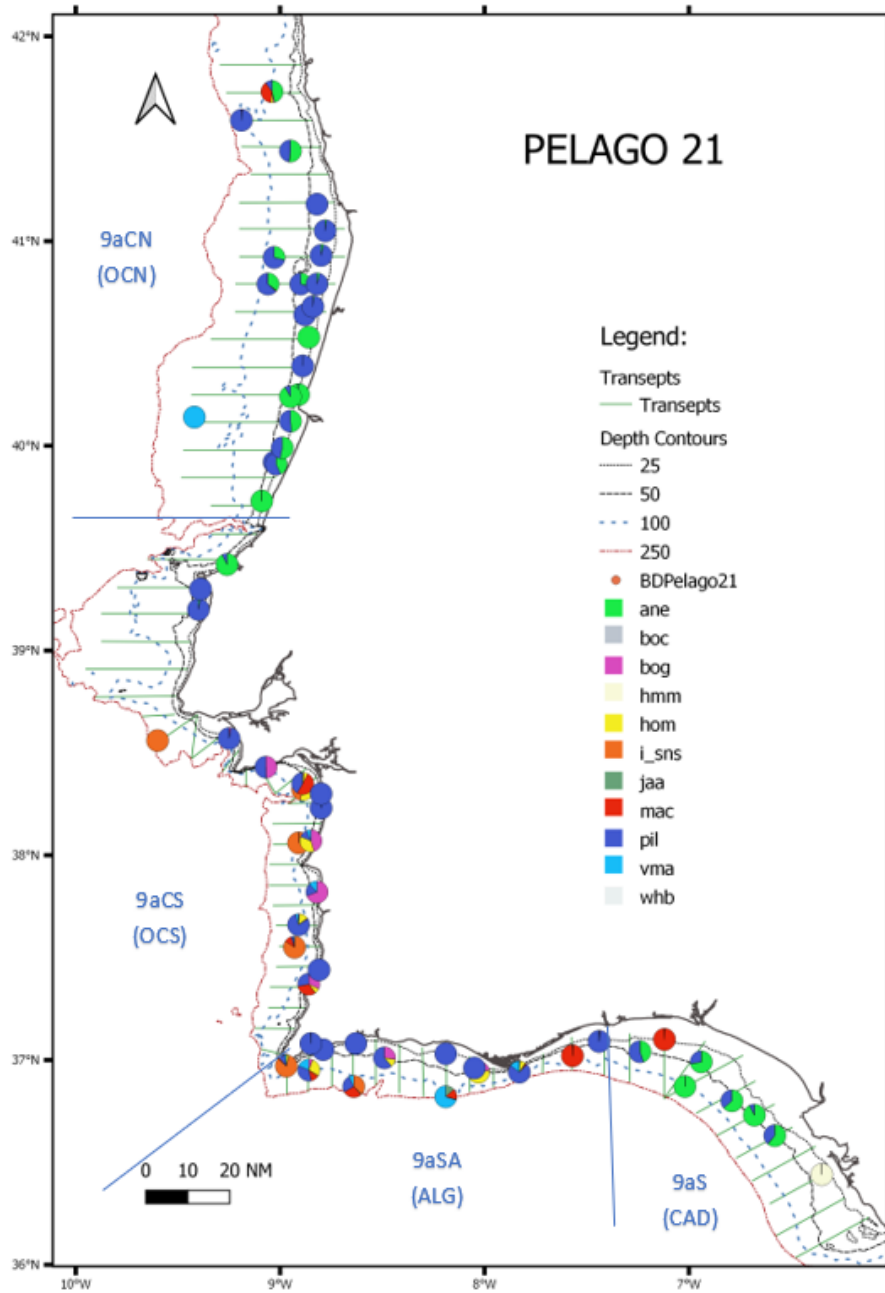 42°N
PELAGO 21
9aCN
(OCN)
41°N
Legend:
Transepts
Transepts
Depth Contours
25
50
100
250
BDPelago21
ane
boc
bog
hmm
hom
i_sns
jaa
mac
pil
vma
whb
40°N
39°N
38°N
9aCS
(OCS)
37°N
0 10 20 NM
9aSA
(ALG)
9aS
(CAD)
36°N
10°W 9°W 8°W 7°W